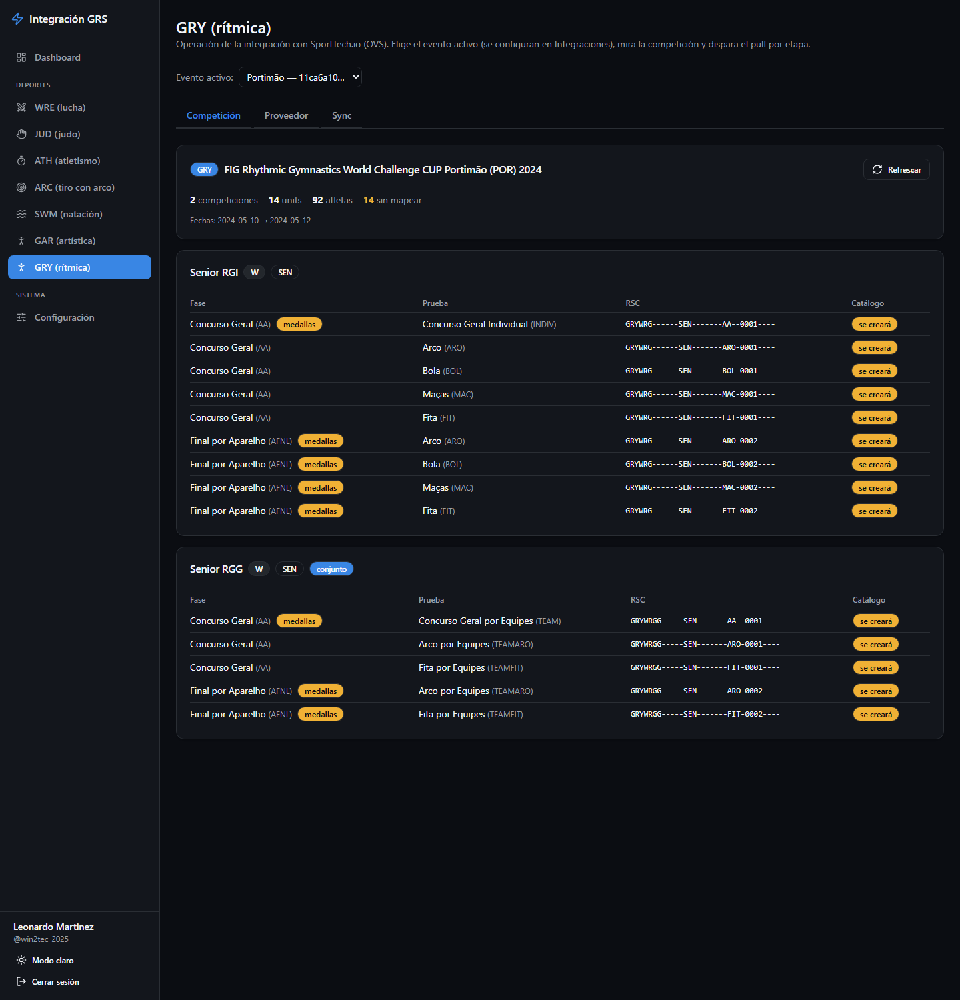 Integración GRS
Dashboard
DEPORTES
WRE (lucha)
JUD (judo)
ATH (atletismo)
ARC (tiro con arco)
SWM (natación)
GAR (artística)
GRY (rítmica)
SISTEMA
Configuración
Leonardo Martinez
@win2tec_2025
Modo claro
Cerrar sesión
GRY (rítmica)
Operación de la integración con SportTech.io (OVS). Elige el evento activo (se configuran en Integraciones), mira la competición y dispara el pull por etapa.
Evento activo: Portimão — 11ca6a10...
Competición Proveedor Sync
GRY FIG Rhythmic Gymnastics World Challenge CUP Portimão (POR) 2024 Refrescar
2 competiciones 14 units 92 atletas 14 sin mapear
Fechas: 2024-05-10 → 2024-05-12
Senior RGI W SEN
Fase Prueba RSC Catálogo
Concurso Geral (AA) medallas Concurso Geral Individual (INDIV) GRYWRG------SEN-------AA--0001---- se creará
Concurso Geral (AA) Arco (ARO) GRYWRG------SEN-------ARO-0001---- se creará
Concurso Geral (AA) Bola (BOL) GRYWRG------SEN-------BOL-0001---- se creará
Concurso Geral (AA) Maças (MAC) GRYWRG------SEN-------MAC-0001---- se creará
Concurso Geral (AA) Fita (FIT) GRYWRG------SEN-------FIT-0001---- se creará
Final por Aparelho (AFNL) medallas Arco (ARO) GRYWRG------SEN-------ARO-0002---- se creará
Final por Aparelho (AFNL) medallas Bola (BOL) GRYWRG------SEN-------BOL-0002---- se creará
Final por Aparelho (AFNL) medallas Maças (MAC) GRYWRG------SEN-------MAC-0002---- se creará
Final por Aparelho (AFNL) medallas Fita (FIT) GRYWRG------SEN-------FIT-0002---- se creará
Senior RGG W SEN conjunto
Fase Prueba RSC Catálogo
Concurso Geral (AA) medallas Concurso Geral por Equipes (TEAM) GRYWRGG-----SEN-------AA--0001---- se creará
Concurso Geral (AA) Arco por Equipes (TEAMARO) GRYWRGG-----SEN-------ARO-0001---- se creará
Concurso Geral (AA) Fita por Equipes (TEAMFIT) GRYWRGG-----SEN-------FIT-0001---- se creará
Final por Aparelho (AFNL) medallas Arco por Equipes (TEAMARO) GRYWRGG-----SEN-------ARO-0002---- se creará
Final por Aparelho (AFNL) medallas Fita por Equipes (TEAMFIT) GRYWRGG-----SEN-------FIT-0002---- se creará